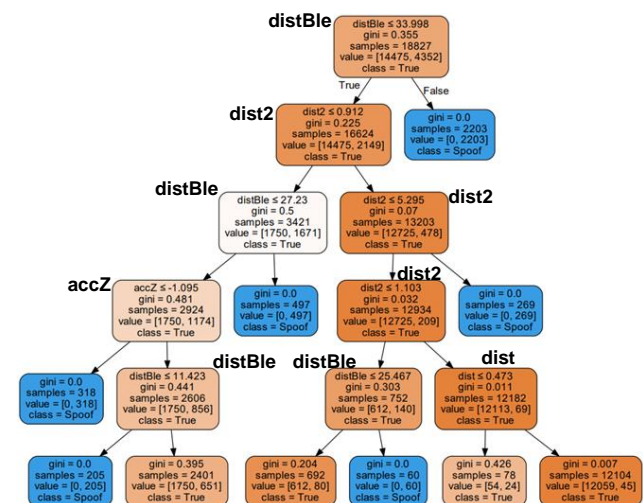 distBle
distBle ≤ 33.998
gini = 0.355
samples = 18827
value = [14475, 4352]
class = True
True
False
dist2
dist2 ≤ 0.912
gini = 0.225
samples = 16624
value = [14475, 2149]
class = True
gini = 0.0
samples = 2203
value = [0, 2203]
class = Spoof
distBle
distBle ≤ 27.23
gini = 0.5
samples = 3421
value = [1750, 1671]
class = True
dist2
dist2 ≤ 5.295
gini = 0.07
samples = 13203
value = [12725, 478]
class = True
accZ
accZ ≤ -1.095
gini = 0.481
samples = 2924
value = [1750, 1174]
class = True
gini = 0.0
samples = 497
value = [0, 497]
class = Spoof
dist2
dist2 ≤ 1.103
gini = 0.032
samples = 12934
value = [12725, 209]
class = True
gini = 0.0
samples = 269
value = [0, 269]
class = Spoof
gini = 0.0
samples = 318
value = [0, 318]
class = Spoof
distBle
distBle ≤ 11.423
gini = 0.441
samples = 2606
value = [1750, 856]
class = True
distBle
distBle ≤ 25.467
gini = 0.303
samples = 752
value = [612, 140]
class = True
dist
dist ≤ 0.473
gini = 0.011
samples = 12182
value = [12113, 69]
class = True
gini = 0.0
samples = 205
value = [0, 205]
class = Spoof
gini = 0.395
samples = 2401
value = [1750, 651]
class = True
gini = 0.204
samples = 692
value = [612, 80]
class = True
gini = 0.0
samples = 60
value = [0, 60]
class = Spoof
gini = 0.426
samples = 78
value = [54, 24]
class = True
gini = 0.007
samples = 12104
value = [12059, 45]
class = True